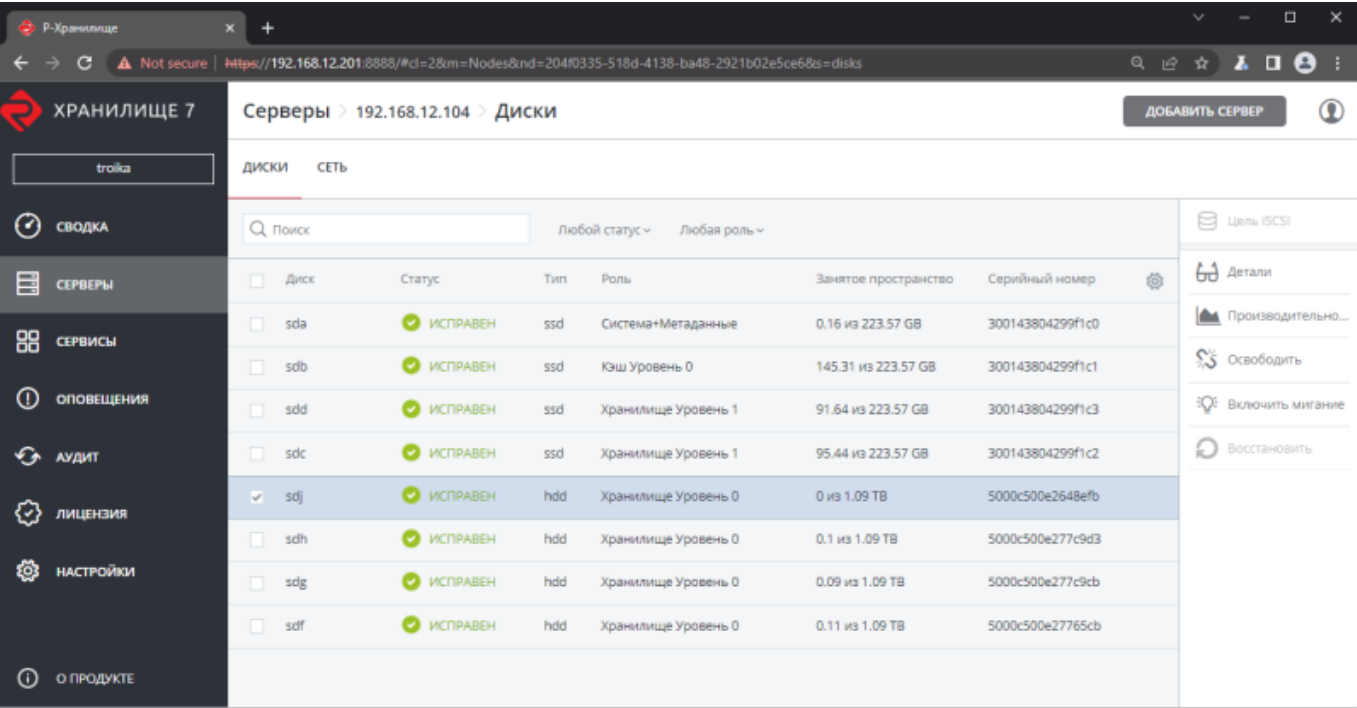 Р-Хранилище
Not secure https://192.168.12.201:8888/#cl=2&m=Nodes&nd=204f0335-518d-4138-ba48-2921b02e5ce6&s=disks
ХРАНИЛИЩЕ 7
Серверы > 192.168.12.104 > Диски
ДОБАВИТЬ СЕРВЕР
troika
ДИСКИ СЕТЬ
СВОДКА
СЕРВЕРЫ
СЕРВИСЫ
ОПОВЕЩЕНИЯ
АУДИТ
ЛИЦЕНЗИЯ
НАСТРОЙКИ
О ПРОДУКТЕ
Поиск Любой статус Любая роль
Диск Статус Тип Роль Занятое пространство Серийный номер
sda ИСПРАВЕН ssd Система+Метаданные 0.16 из 223.57 GB 300143804299f1c0
sdb ИСПРАВЕН ssd Кэш Уровень 0 145.31 из 223.57 GB 300143804299f1c1
sdd ИСПРАВЕН ssd Хранилище Уровень 1 91.64 из 223.57 GB 300143804299f1c3
sdc ИСПРАВЕН ssd Хранилище Уровень 1 95.44 из 223.57 GB 300143804299f1c2
sdj ИСПРАВЕН hdd Хранилище Уровень 0 0 из 1.09 TB 5000c500e2648efb
sdh ИСПРАВЕН hdd Хранилище Уровень 0 0.1 из 1.09 TB 5000c500e277c9d3
sdg ИСПРАВЕН hdd Хранилище Уровень 0 0.09 из 1.09 TB 5000c500e277c9cb
sdf ИСПРАВЕН hdd Хранилище Уровень 0 0.11 из 1.09 TB 5000c500e27765cb
Цель iSCSI
Детали
Производительно...
Освободить
Включить мигание
Восстановить